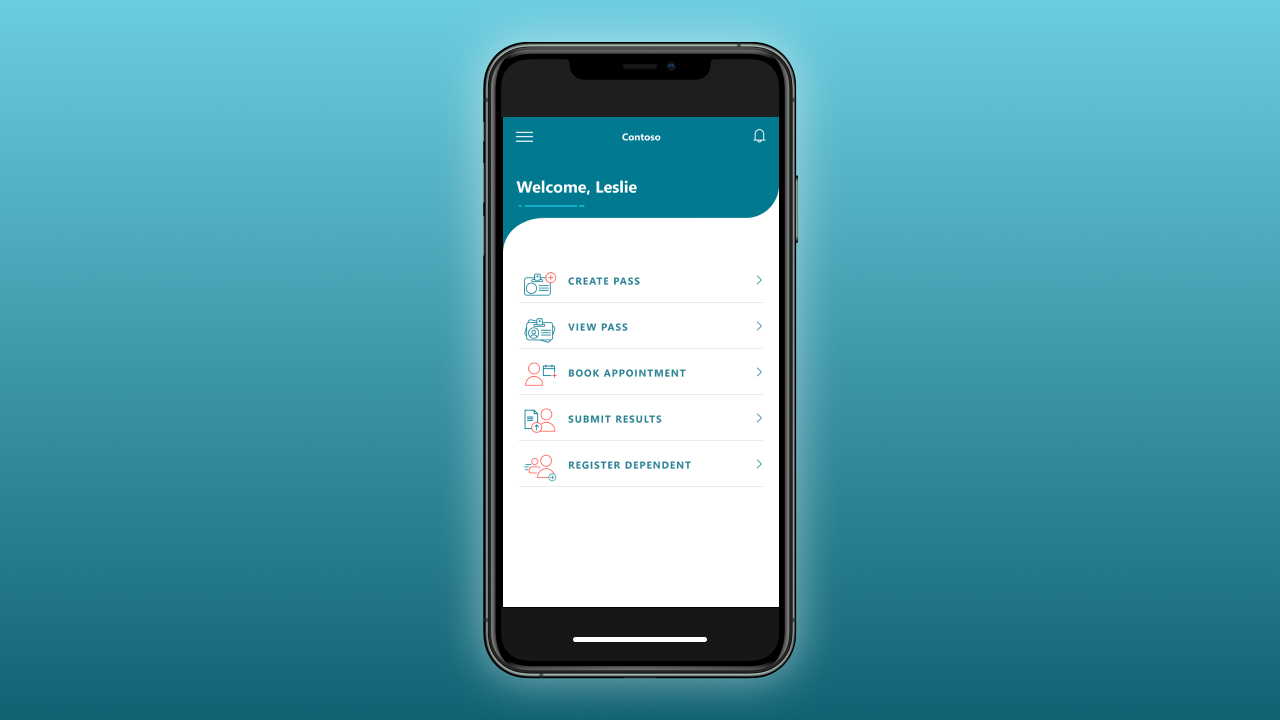 Contoso
Welcome, Leslie
CREATE PASS
VIEW PASS
BOOK APPOINTMENT
SUBMIT RESULTS
REGISTER DEPENDENT